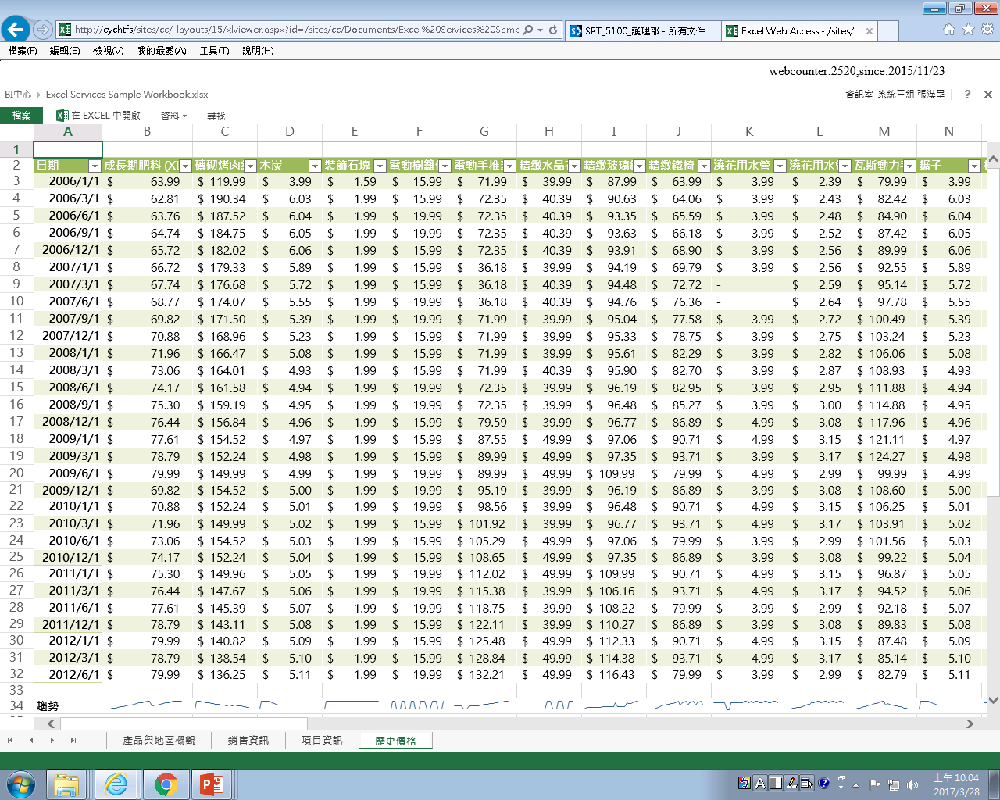 http://cychtfs/sites/cc/_layouts/15/xlviewer.aspx?id=/sites/cc/Documents/Excel%20Services%20Samp
SPT_5100_護理部 - 所有文件
Excel Web Access - /sites/...
檔案(F) 編輯(E) 檢視(V) 我的最愛(A) 工具(T) 說明(H)
webcounter:2520,since:2015/11/23
BI中心 Excel Services Sample Workbook.xlsx
資訊室-系統三組 張漢呈 ? ×
檔案 在 EXCEL 中開啟 資料 尋找
A B C D E F G H I J K L M N
1
2 日期 成長期肥料 (Xl 磚砌烤肉 木炭 裝飾石塊 電動樹籬 電動手推 精緻水晶 精緻玻璃 精緻鐵椅 澆花用水管 澆花用水 瓦斯動力 鋸子
3 2006/1/1 $ 63.99 $ 119.99 $ 3.99 $ 1.59 $ 15.99 $ 71.99 $ 39.99 $ 87.99 $ 63.99 $ 3.99 $ 2.39 $ 79.99 $ 3.99
4 2006/3/1 $ 62.81 $ 190.34 $ 6.03 $ 1.99 $ 15.99 $ 72.35 $ 40.39 $ 90.63 $ 64.06 $ 3.99 $ 2.43 $ 82.42 $ 6.03
5 2006/6/1 $ 63.76 $ 187.52 $ 6.04 $ 1.99 $ 19.99 $ 72.35 $ 40.39 $ 93.35 $ 65.59 $ 3.99 $ 2.48 $ 84.90 $ 6.04
6 2006/9/1 $ 64.74 $ 184.75 $ 6.05 $ 1.99 $ 19.99 $ 72.35 $ 40.39 $ 93.63 $ 66.18 $ 3.99 $ 2.52 $ 87.42 $ 6.05
7 2006/12/1 $ 65.72 $ 182.02 $ 6.06 $ 1.99 $ 15.99 $ 72.35 $ 40.39 $ 93.91 $ 68.90 $ 3.99 $ 2.56 $ 89.99 $ 6.06
8 2007/1/1 $ 66.72 $ 179.33 $ 5.89 $ 1.99 $ 15.99 $ 36.18 $ 39.99 $ 94.19 $ 69.79 $ 3.99 $ 2.56 $ 92.55 $ 5.89
9 2007/3/1 $ 67.74 $ 176.68 $ 5.72 $ 1.99 $ 15.99 $ 36.18 $ 40.39 $ 94.48 $ 72.72 - $ 2.59 $ 95.14 $ 5.72
10 2007/6/1 $ 68.77 $ 174.07 $ 5.55 $ 1.99 $ 19.99 $ 36.18 $ 40.39 $ 94.76 $ 76.36 - $ 2.64 $ 97.78 $ 5.55
11 2007/9/1 $ 69.82 $ 171.50 $ 5.39 $ 1.99 $ 19.99 $ 71.99 $ 39.99 $ 95.04 $ 77.58 $ 3.99 $ 2.72 $ 100.49 $ 5.39
12 2007/12/1 $ 70.88 $ 168.96 $ 5.23 $ 1.99 $ 15.99 $ 71.99 $ 39.99 $ 95.33 $ 78.75 $ 3.99 $ 2.75 $ 103.24 $ 5.23
13 2008/1/1 $ 71.96 $ 166.47 $ 5.08 $ 1.99 $ 15.99 $ 71.99 $ 39.99 $ 95.61 $ 82.29 $ 3.99 $ 2.82 $ 106.06 $ 5.08
14 2008/3/1 $ 73.06 $ 164.01 $ 4.93 $ 1.99 $ 15.99 $ 71.99 $ 40.39 $ 95.90 $ 82.70 $ 3.99 $ 2.87 $ 108.93 $ 4.93
15 2008/6/1 $ 74.17 $ 161.58 $ 4.94 $ 1.99 $ 19.99 $ 72.35 $ 39.99 $ 96.19 $ 82.95 $ 3.99 $ 2.95 $ 111.88 $ 4.94
16 2008/9/1 $ 75.30 $ 159.19 $ 4.95 $ 1.99 $ 19.99 $ 72.35 $ 39.99 $ 96.48 $ 85.27 $ 3.99 $ 3.00 $ 114.88 $ 4.95
17 2008/12/1 $ 76.44 $ 156.84 $ 4.96 $ 1.99 $ 15.99 $ 79.59 $ 39.99 $ 96.77 $ 86.89 $ 4.99 $ 3.08 $ 117.96 $ 4.96
18 2009/1/1 $ 77.61 $ 154.52 $ 4.97 $ 1.99 $ 15.99 $ 87.55 $ 49.99 $ 97.06 $ 90.71 $ 4.99 $ 3.15 $ 121.11 $ 4.97
19 2009/3/1 $ 78.79 $ 152.24 $ 4.98 $ 1.99 $ 15.99 $ 89.99 $ 49.99 $ 97.35 $ 93.71 $ 3.99 $ 3.17 $ 124.27 $ 4.98
20 2009/6/1 $ 79.99 $ 149.99 $ 4.99 $ 1.99 $ 19.99 $ 89.99 $ 49.99 $ 109.99 $ 79.99 $ 4.99 $ 2.99 $ 99.99 $ 4.99
21 2009/12/1 $ 69.82 $ 154.52 $ 5.00 $ 1.99 $ 15.99 $ 95.19 $ 39.99 $ 96.19 $ 86.89 $ 3.99 $ 3.08 $ 108.60 $ 5.00
22 2010/1/1 $ 70.88 $ 152.24 $ 5.01 $ 1.99 $ 15.99 $ 98.56 $ 39.99 $ 96.48 $ 90.71 $ 4.99 $ 3.15 $ 106.25 $ 5.01
23 2010/3/1 $ 71.96 $ 149.99 $ 5.02 $ 1.99 $ 15.99 $ 101.92 $ 39.99 $ 96.77 $ 93.71 $ 4.99 $ 3.17 $ 103.91 $ 5.02
24 2010/6/1 $ 73.06 $ 154.52 $ 5.03 $ 1.99 $ 19.99 $ 105.29 $ 49.99 $ 97.06 $ 79.99 $ 3.99 $ 2.99 $ 101.56 $ 5.03
25 2010/12/1 $ 74.17 $ 152.24 $ 5.04 $ 1.99 $ 15.99 $ 108.65 $ 49.99 $ 97.35 $ 86.89 $ 3.99 $ 3.08 $ 99.22 $ 5.04
26 2011/1/1 $ 75.30 $ 149.96 $ 5.05 $ 1.99 $ 15.99 $ 112.02 $ 49.99 $ 109.99 $ 90.71 $ 4.99 $ 3.15 $ 96.87 $ 5.05
27 2011/3/1 $ 76.44 $ 147.67 $ 5.06 $ 1.99 $ 15.99 $ 115.38 $ 39.99 $ 106.16 $ 93.71 $ 4.99 $ 3.17 $ 94.52 $ 5.06
28 2011/6/1 $ 77.61 $ 145.39 $ 5.07 $ 1.99 $ 19.99 $ 118.75 $ 39.99 $ 108.22 $ 79.99 $ 3.99 $ 2.99 $ 92.18 $ 5.07
29 2011/12/1 $ 78.79 $ 143.11 $ 5.08 $ 1.99 $ 15.99 $ 122.11 $ 39.99 $ 110.27 $ 86.89 $ 3.99 $ 3.08 $ 89.83 $ 5.08
30 2012/1/1 $ 79.99 $ 140.82 $ 5.09 $ 1.99 $ 15.99 $ 125.48 $ 49.99 $ 112.33 $ 90.71 $ 4.99 $ 3.15 $ 87.48 $ 5.09
31 2012/3/1 $ 78.79 $ 138.54 $ 5.10 $ 1.99 $ 15.99 $ 128.84 $ 49.99 $ 114.38 $ 93.71 $ 4.99 $ 3.17 $ 85.14 $ 5.10
32 2012/6/1 $ 79.99 $ 136.25 $ 5.11 $ 1.99 $ 19.99 $ 132.21 $ 49.99 $ 116.43 $ 79.99 $ 3.99 $ 2.99 $ 82.79 $ 5.11
33
34 趨勢
產品與地區概觀 銷售資訊 項目資訊 歷史價格
上午 10:04
2017/3/28